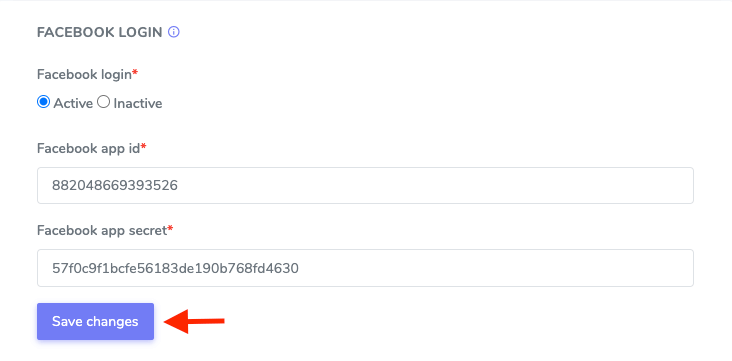 FACEBOOK LOGIN
Facebook login*
Active Inactive
Facebook app id*
882048669393526
Facebook app secret*
57f0c9f1bcfe56183de190b768fd4630
Save changes